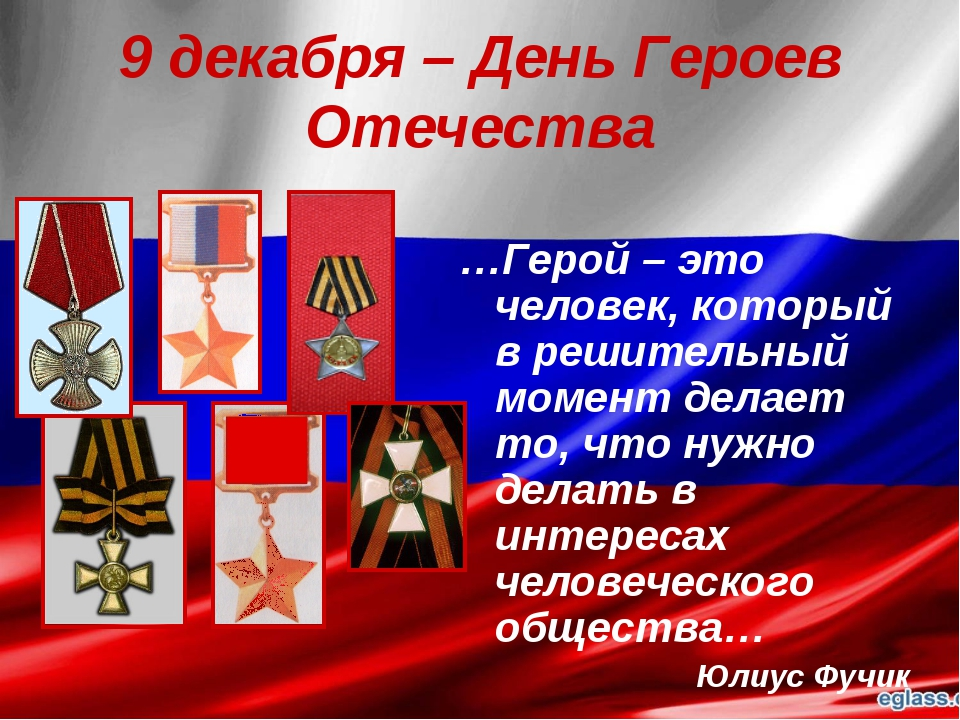 9 декабря – День Героев
Отечества
…Герой – это
человек, который
в решительный
момент делает
то, что нужно
делать в
интересах
человеческого
общества…
Юлиус Фучик